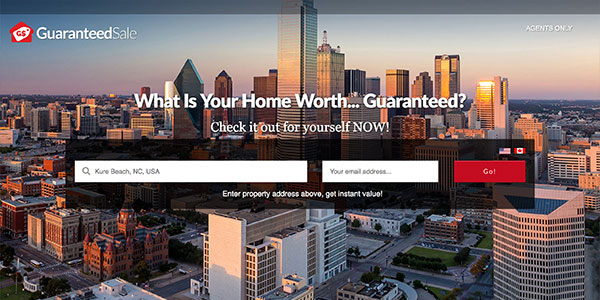 GS
GuaranteedSale
AGENTS ONLY
What Is Your Home Worth... Guaranteed?
Check it out for yourself NOW!
Kure Beach, NC, USA
Your email address...
Go!
Enter property address above, get instant value!